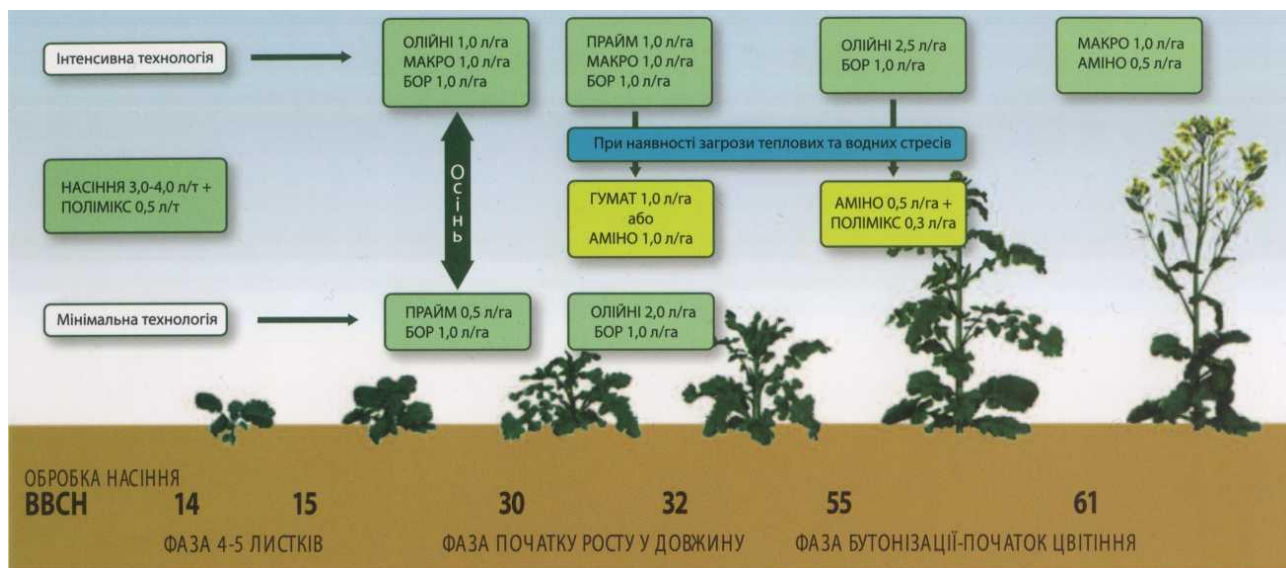 Інтенсивна технологія
ОЛІЙНІ 1,0 л/га
МАКРО 1,0 л/га
БОР 1,0 л/га
ПРАЙМ 1,0 л/га
МАКРО 1,0 л/га
БОР 1,0 л/га
ОЛІЙНІ 2,5 л/га
БОР 1,0 л/га
МАКРО 1,0 л/га
АМІНО 0,5 л/га
При наявності загрози теплових та водних стресів
НАСІННЯ 3,0-4,0 л/т +
ПОЛІМІКС 0,5 л/т
Осінь
ГУМАТ 1,0 л/га
або
АМІНО 1,0 л/га
АМІНО 0,5 л/га +
ПОЛІМІКС 0,3 л/га
Мінімальна технологія
ПРАЙМ 0,5 л/га
БОР 1,0 л/га
ОЛІЙНІ 2,0 л/га
БОР 1,0 л/га
ОБРОБКА НАСІННЯ
ВВСН 14 15 30 32 55 61
ФАЗА 4-5 ЛИСТКІВ ФАЗА ПОЧАТКУ РОСТУ У ДОВЖИНУ ФАЗА БУТОНІЗАЦІЇ-ПОЧАТОК ЦВІТІННЯ